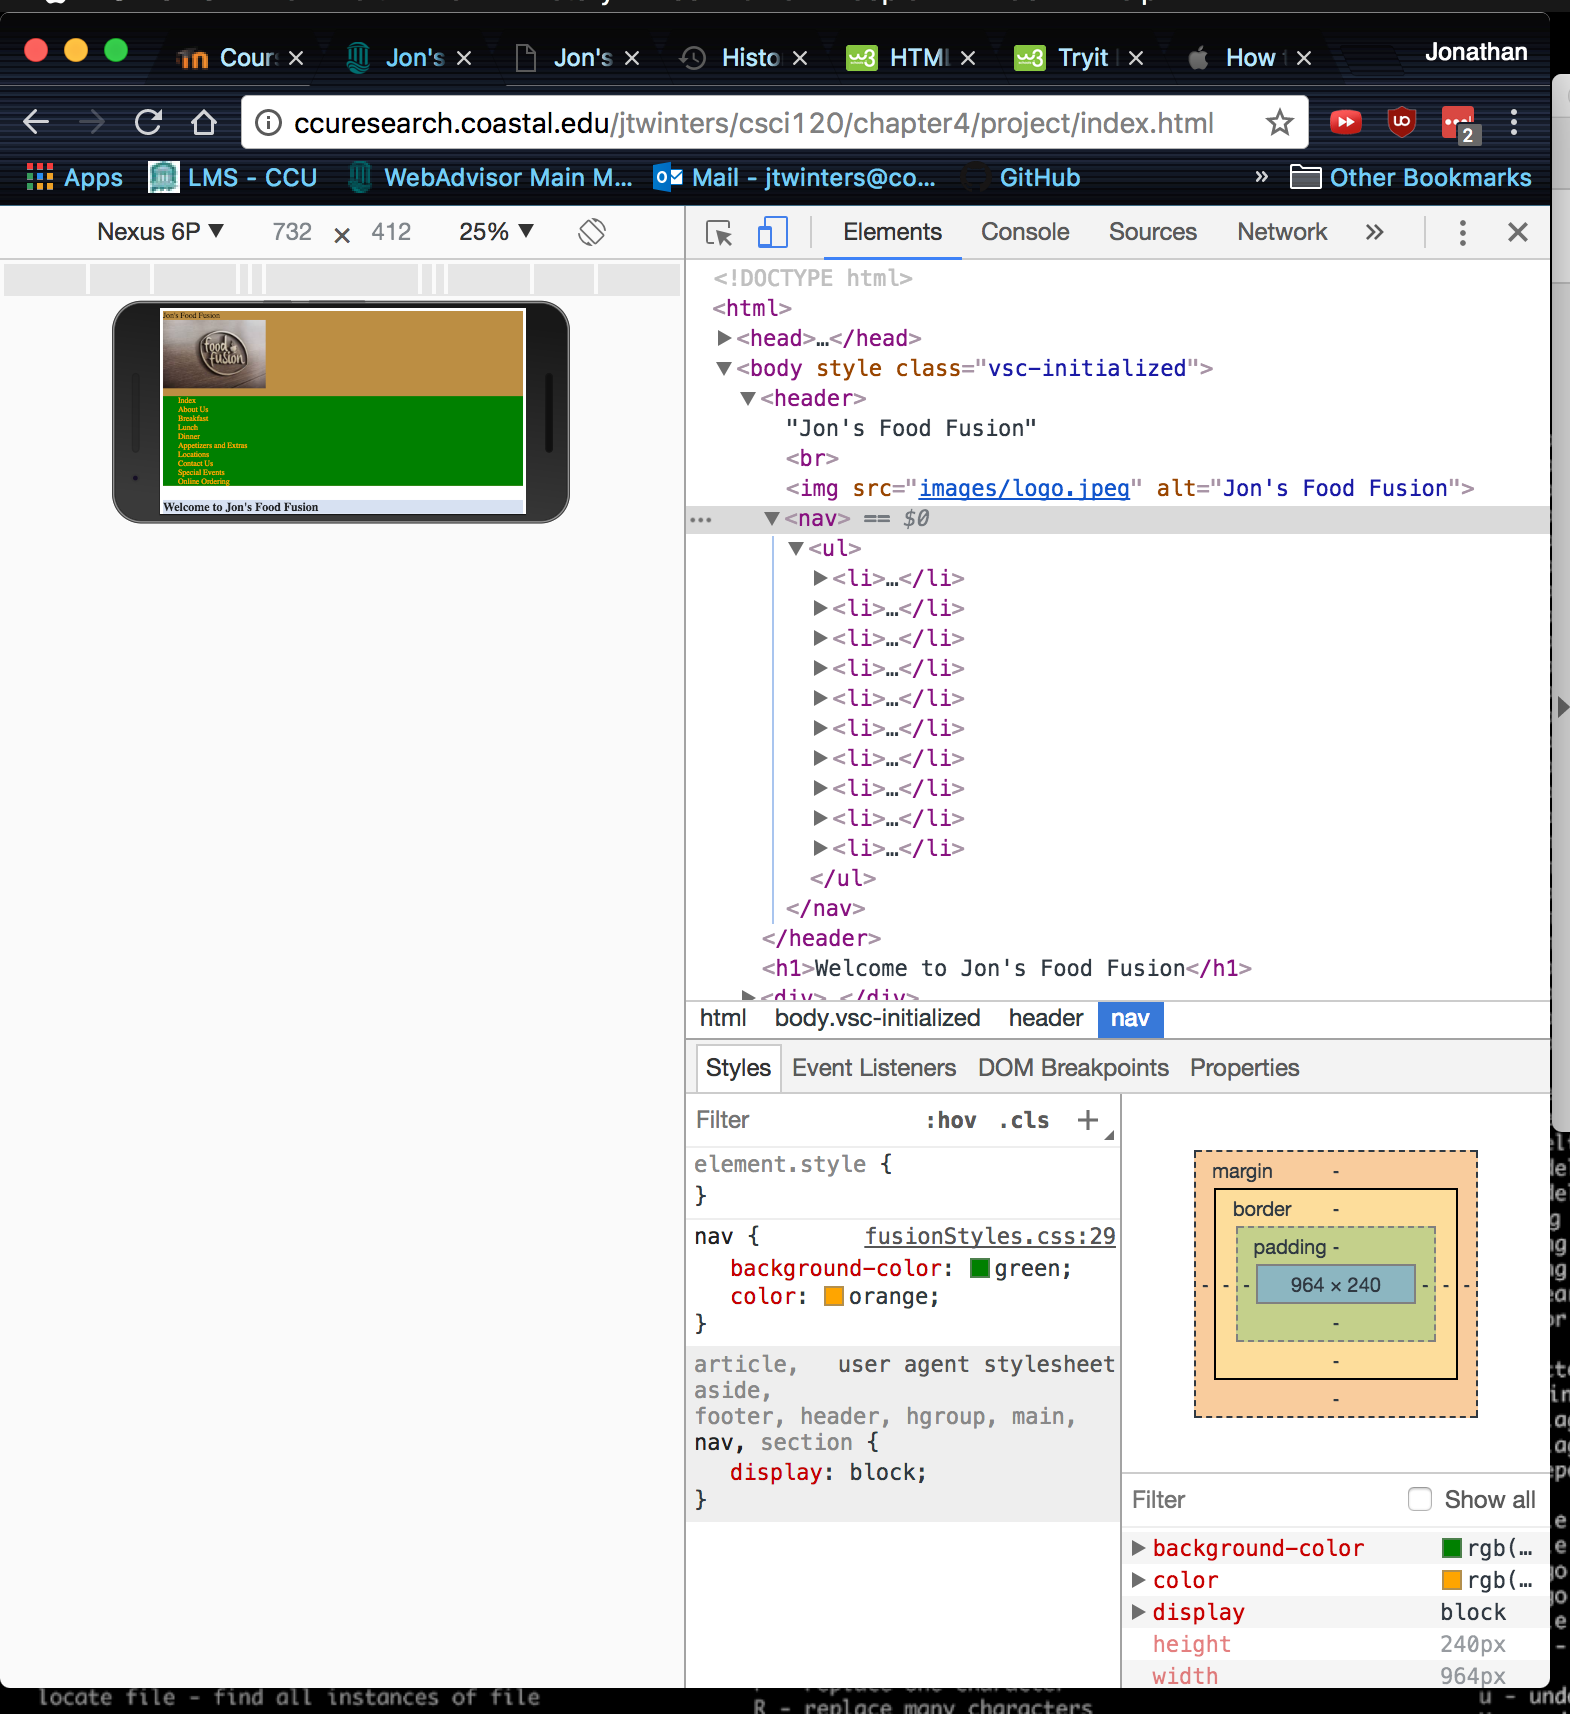 Jonathan
Cour
Jon's
Jon's
Histo
HTML
Tryit
How
ccuresearch.coastal.edu/jtwinters/csci120/chapter4/project/index.html
2
Apps
LMS - CCU
WebAdvisor Main M...
Mail - jtwinters@co...
GitHub
»
Other Bookmarks
Nexus 6P ▼ 732 × 412 25% ▼
Elements Console Sources Network »
Jon's Food Fusion
food fusion
Index
About Us
Breakfast
Lunch
Dinner
Appetizers and Extras
Locations
Contact Us
Special Events
Online Ordering
Welcome to Jon's Food Fusion
<!DOCTYPE html>
<html>
▶<head>…</head>
▼<body style class="vsc-initialized">
▼<header>
"Jon's Food Fusion"
<br>
<img src="images/logo.jpeg" alt="Jon's Food Fusion">
… ▼<nav> == $0
▼<ul>
▶<li>…</li>
▶<li>…</li>
▶<li>…</li>
▶<li>…</li>
▶<li>…</li>
▶<li>…</li>
▶<li>…</li>
▶<li>…</li>
▶<li>…</li>
▶<li>…</li>
</ul>
</nav>
</header>
<h1>Welcome to Jon's Food Fusion</h1>
▶<div>…</div>
html body.vsc-initialized header nav
Styles Event Listeners DOM Breakpoints Properties
Filter :hov .cls +
element.style {
}
nav { fusionStyles.css:29
background-color: green;
color: orange;
}
article, user agent stylesheet
aside,
footer, header, hgroup, main,
nav, section {
display: block;
}
margin -
border -
padding -
- - - 964 × 240 - - -
-
-
-
Filter Show all
▶ background-color rgb(…
▶ color rgb(…
▶ display block
height 240px
width 964px
locate file - find all instances of file
R - replace many characters